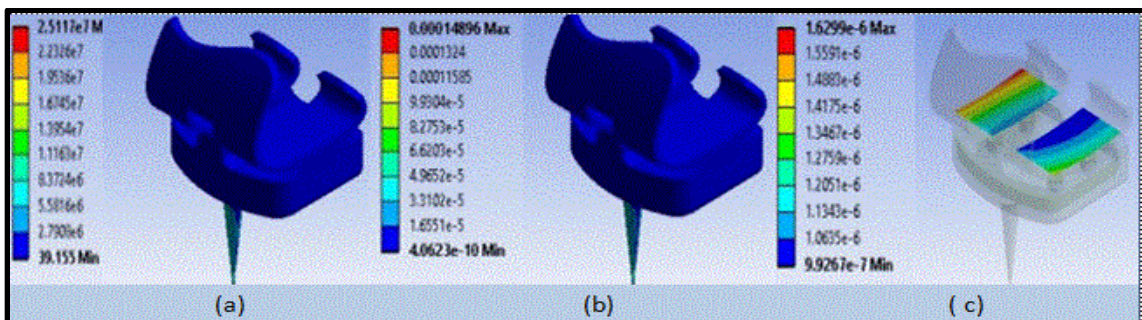 2.5117e7 M
2.2326e7
1.9536e7
1.6745e7
1.3954e7
1.1163e7
8.3724e6
5.5816e6
2.7908e6
39.155 Min
0.00014896 Max
0.0001324
0.00011585
9.9304e-5
8.2753e-5
6.6203e-5
4.9652e-5
3.3102e-5
1.6551e-5
4.0623e-10 Min
1.6299e-6 Max
1.5591e-6
1.4883e-6
1.4175e-6
1.3467e-6
1.2759e-6
1.2051e-6
1.1343e-6
1.0635e-6
9.9267e-7 Min
(a)
(b)
( c)